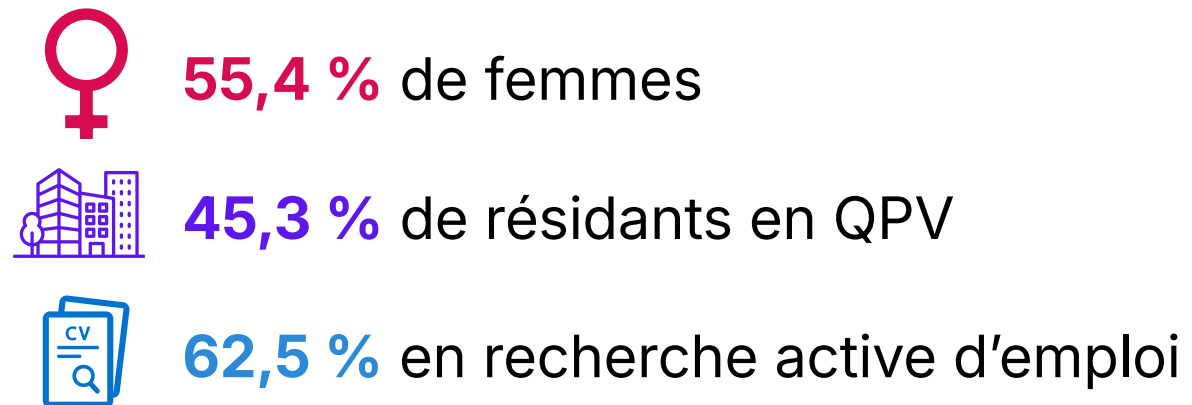 55,4 % de femmes
45,3 % de résidants en QPV
CV
62,5 % en recherche active d’emploi